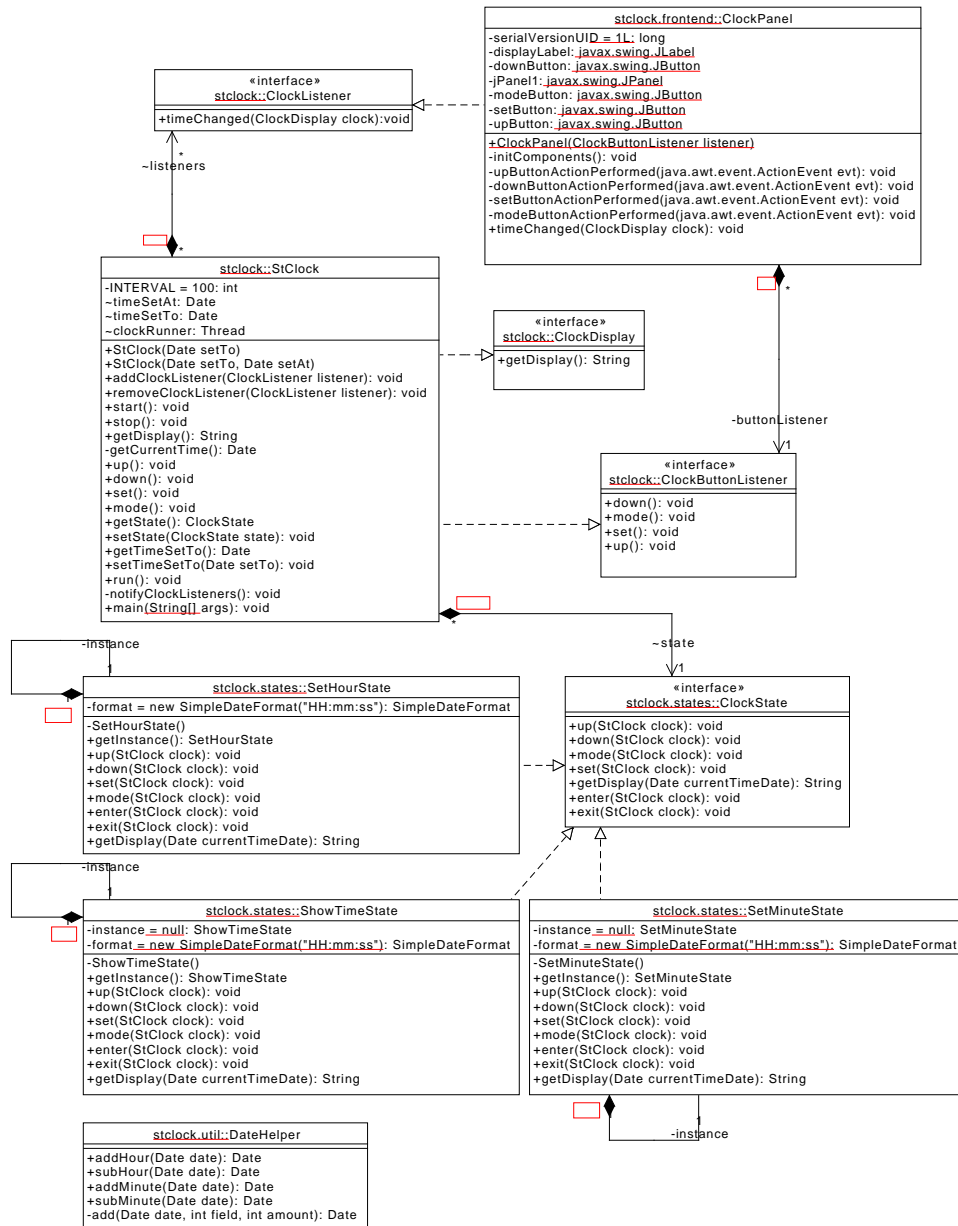 stclock.frontend::ClockPanel
-serialVersionUID = 1L: long
-displayLabel: javax.swing.JLabel
-downButton: javax.swing.JButton
-jPanel1: javax.swing.JPanel
-modeButton: javax.swing.JButton
-setButton: javax.swing.JButton
-upButton: javax.swing.JButton
+ClockPanel(ClockButtonListener listener)
-initComponents(): void
-upButtonActionPerformed(java.awt.event.ActionEvent evt): void
-downButtonActionPerformed(java.awt.event.ActionEvent evt): void
-setButtonActionPerformed(java.awt.event.ActionEvent evt): void
-modeButtonActionPerformed(java.awt.event.ActionEvent evt): void
+timeChanged(ClockDisplay clock): void
«interface»
stclock::ClockListener
+timeChanged(ClockDisplay clock):void
*
~listeners
*
stclock::StClock
-INTERVAL = 100: int
~timeSetAt: Date
~timeSetTo: Date
~clockRunner: Thread
+StClock(Date setTo)
+StClock(Date setTo, Date setAt)
+addClockListener(ClockListener listener): void
+removeClockListener(ClockListener listener): void
+start(): void
+stop(): void
+getDisplay(): String
-getCurrentTime(): Date
+up(): void
+down(): void
+set(): void
+mode(): void
+getState(): ClockState
+setState(ClockState state): void
+getTimeSetTo(): Date
+setTimeSetTo(Date setTo): void
+run(): void
-notifyClockListeners(): void
+main(String[] args): void
*
«interface»
stclock::ClockDisplay
+getDisplay(): String
*
-buttonListener
1
«interface»
stclock::ClockButtonListener
+down(): void
+mode(): void
+set(): void
+up(): void
~state
1
-instance
1
stclock.states::SetHourState
-format = new SimpleDateFormat("HH:mm:ss"): SimpleDateFormat
-SetHourState()
+getInstance(): SetHourState
+up(StClock clock): void
+down(StClock clock): void
+set(StClock clock): void
+mode(StClock clock): void
+enter(StClock clock): void
+exit(StClock clock): void
+getDisplay(Date currentTimeDate): String
«interface»
stclock.states::ClockState
+up(StClock clock): void
+down(StClock clock): void
+mode(StClock clock): void
+set(StClock clock): void
+getDisplay(Date currentTimeDate): String
+enter(StClock clock): void
+exit(StClock clock): void
-instance
1
stclock.states::ShowTimeState
-instance = null: ShowTimeState
-format = new SimpleDateFormat("HH:mm:ss"): SimpleDateFormat
-ShowTimeState()
+getInstance(): ShowTimeState
+up(StClock clock): void
+down(StClock clock): void
+set(StClock clock): void
+mode(StClock clock): void
+enter(StClock clock): void
+exit(StClock clock): void
+getDisplay(Date currentTimeDate): String
stclock.states::SetMinuteState
-instance = null: SetMinuteState
-format = new SimpleDateFormat("HH:mm:ss"): SimpleDateFormat
-SetMinuteState()
+getInstance(): SetMinuteState
+up(StClock clock): void
+down(StClock clock): void
+set(StClock clock): void
+mode(StClock clock): void
+enter(StClock clock): void
+exit(StClock clock): void
+getDisplay(Date currentTimeDate): String
1
-instance
stclock.util::DateHelper
+addHour(Date date): Date
+subHour(Date date): Date
+addMinute(Date date): Date
+subMinute(Date date): Date
-add(Date date, int field, int amount): Date